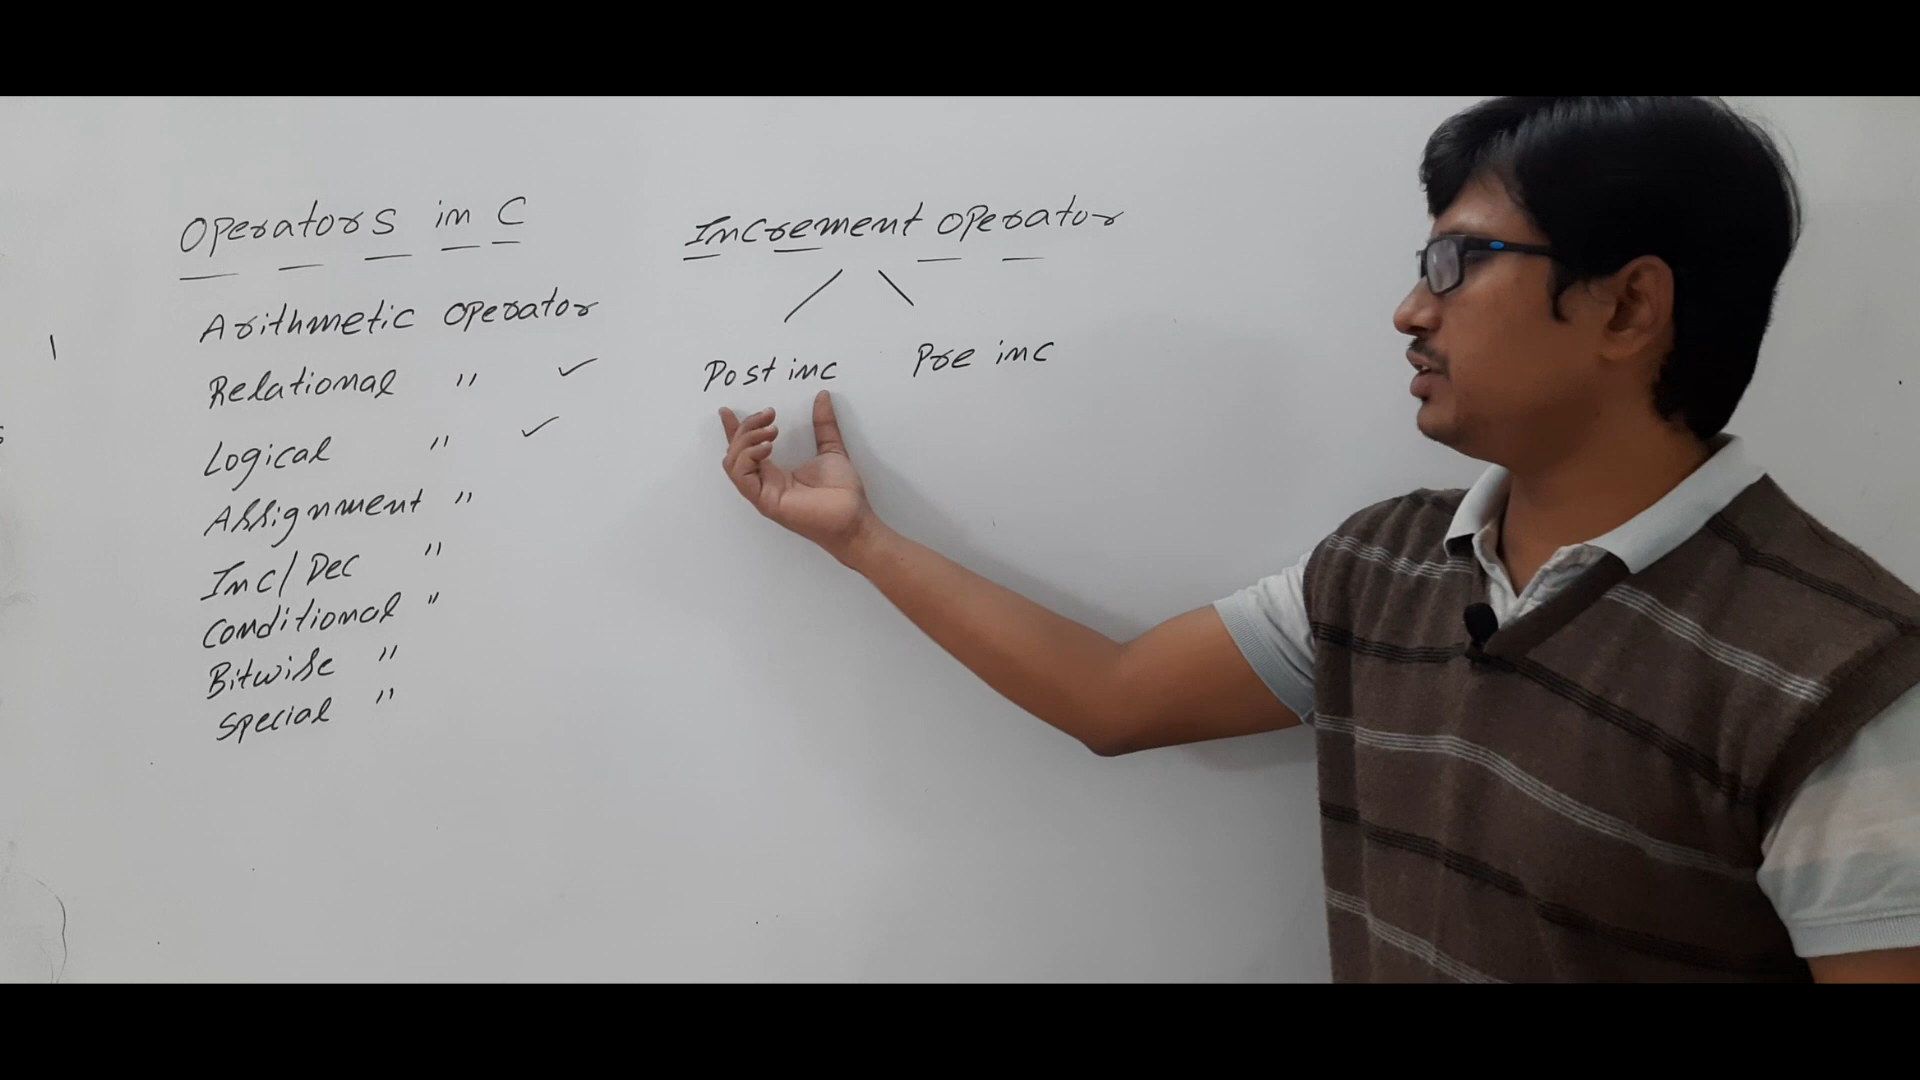 Operators in C
Arithmetic operator
Relational " ✓
Logical " ✓
Assignment "
Inc/Dec "
Conditional "
Bitwise "
Special "
Increment operator
Post inc Pre inc